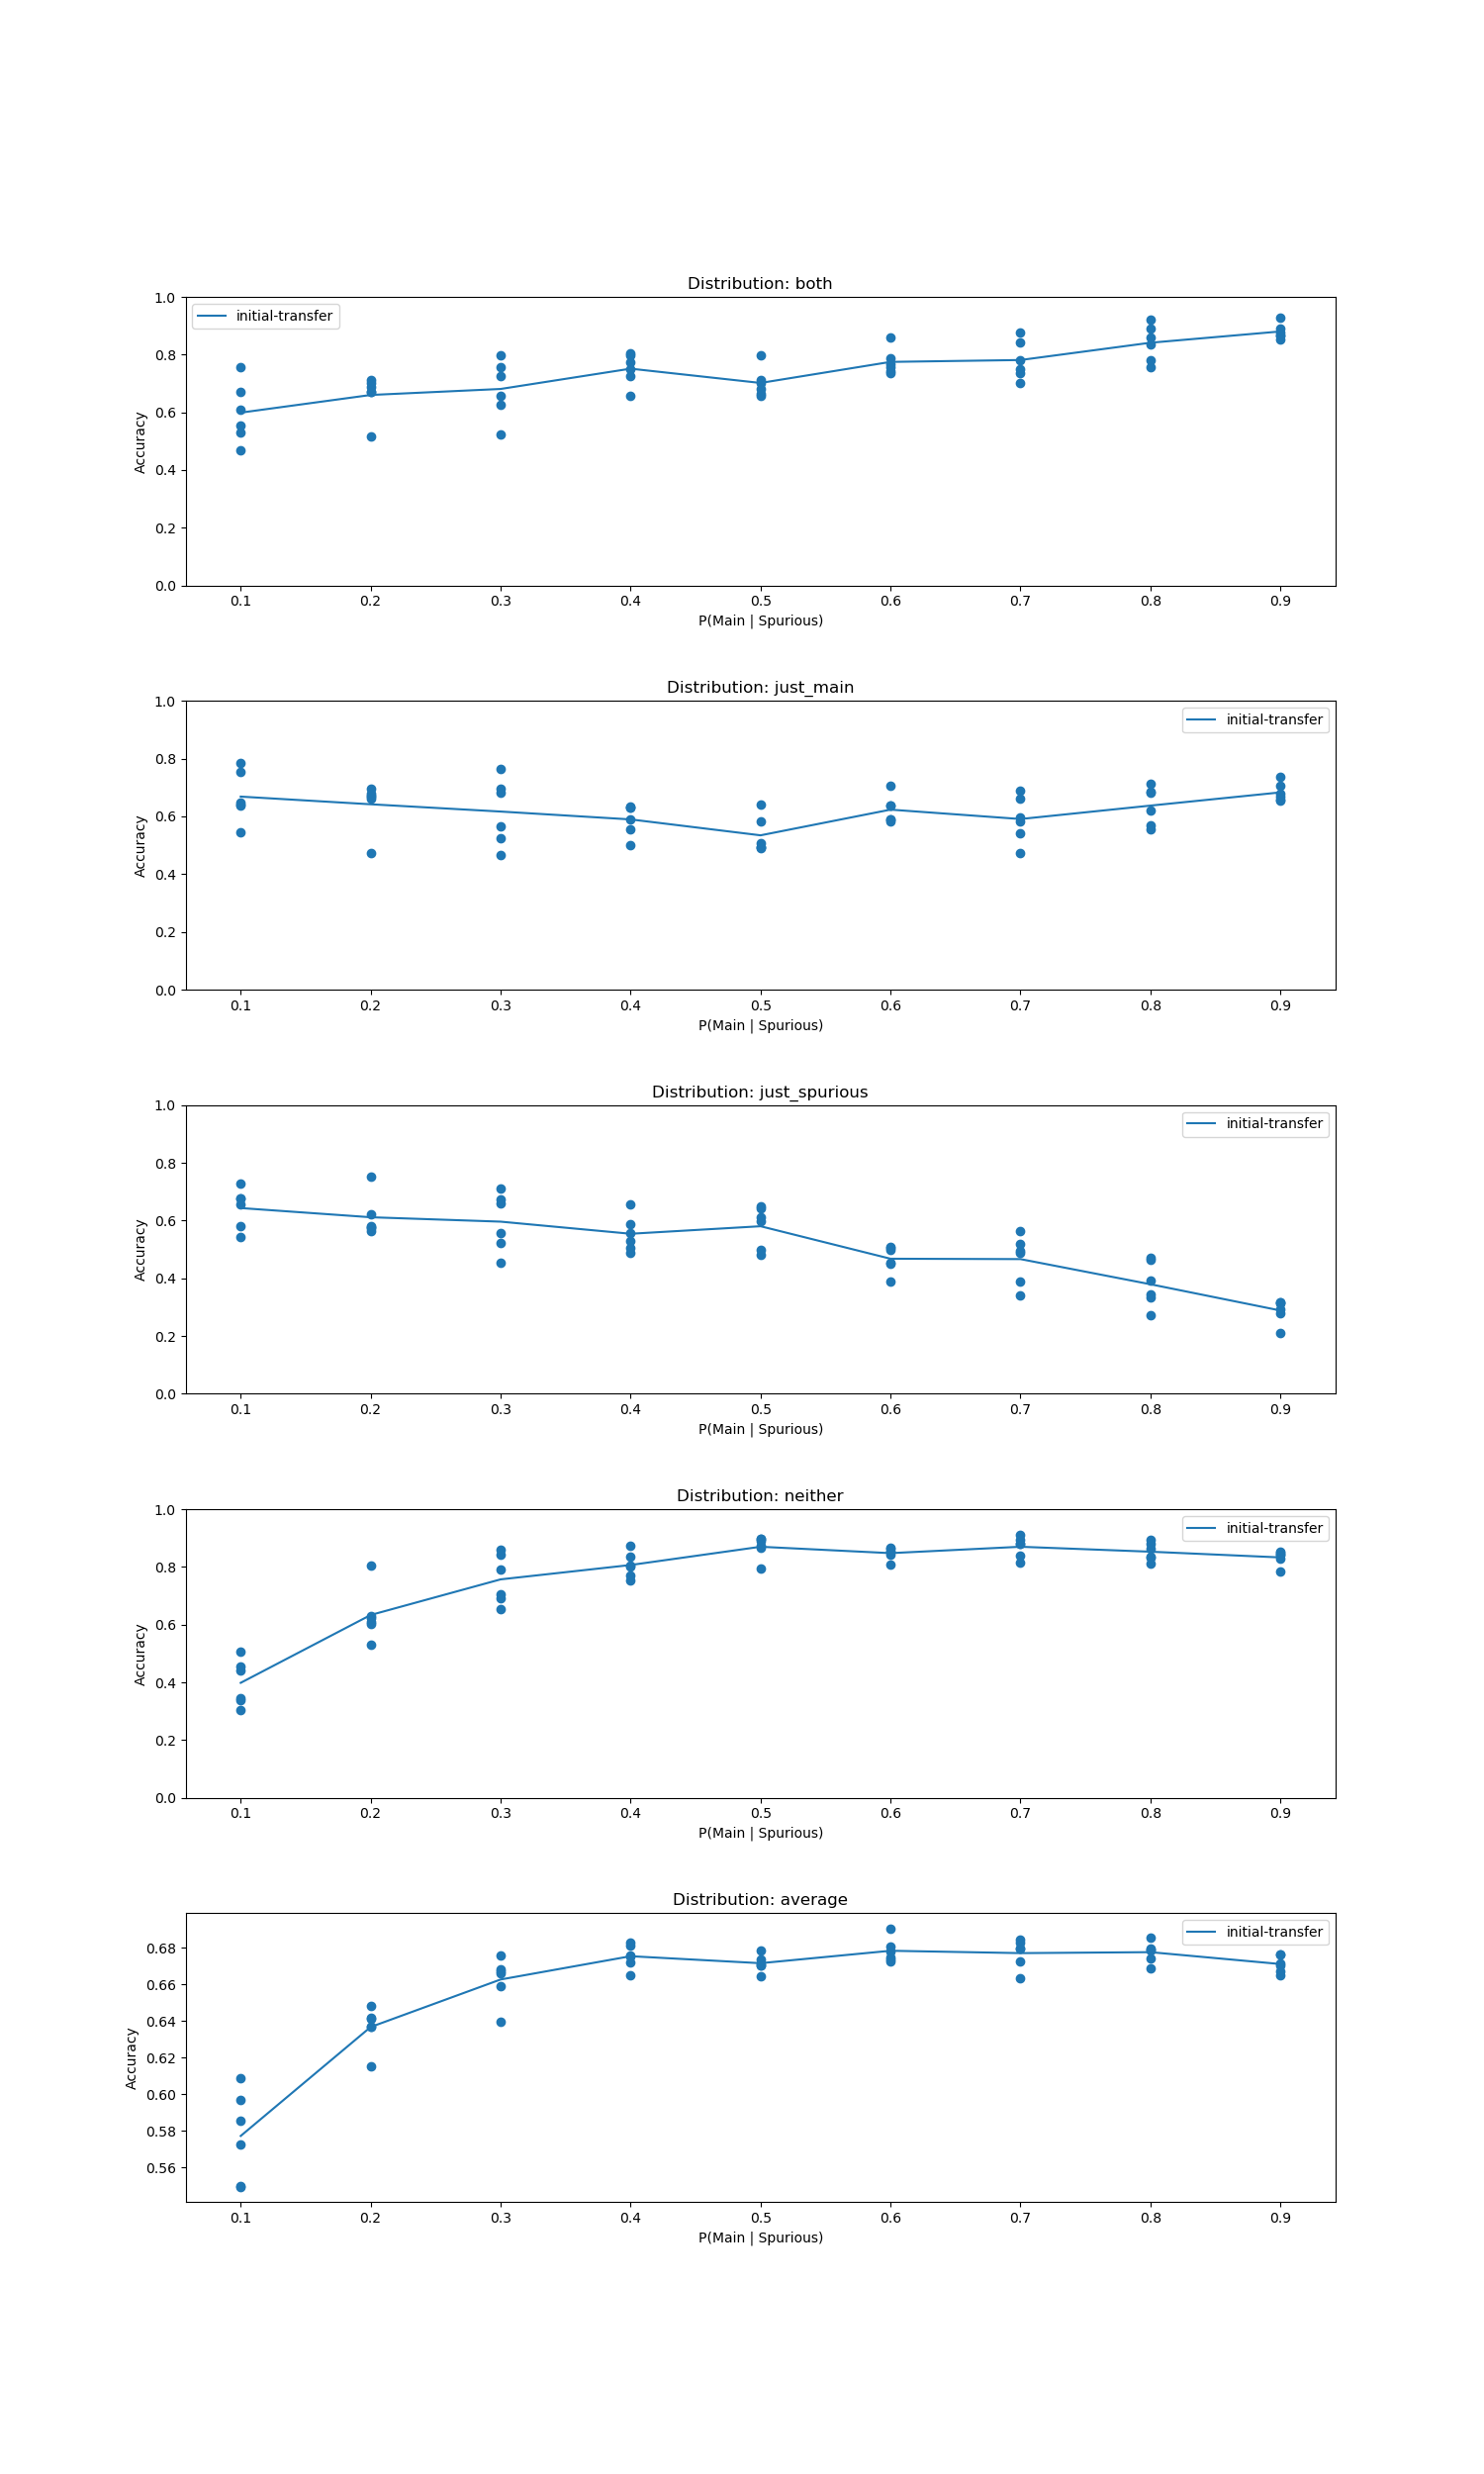 Distribution: both
1.0
0.8
0.6
0.4
0.2
0.0
Accuracy
initial-transfer
0.1 0.2 0.3 0.4 0.5 0.6 0.7 0.8 0.9
P(Main | Spurious)
Distribution: just_main
1.0
0.8
0.6
0.4
0.2
0.0
Accuracy
initial-transfer
0.1 0.2 0.3 0.4 0.5 0.6 0.7 0.8 0.9
P(Main | Spurious)
Distribution: just_spurious
1.0
0.8
0.6
0.4
0.2
0.0
Accuracy
initial-transfer
0.1 0.2 0.3 0.4 0.5 0.6 0.7 0.8 0.9
P(Main | Spurious)
Distribution: neither
1.0
0.8
0.6
0.4
0.2
0.0
Accuracy
initial-transfer
0.1 0.2 0.3 0.4 0.5 0.6 0.7 0.8 0.9
P(Main | Spurious)
Distribution: average
0.68
0.66
0.64
0.62
0.60
0.58
0.56
Accuracy
initial-transfer
0.1 0.2 0.3 0.4 0.5 0.6 0.7 0.8 0.9
P(Main | Spurious)